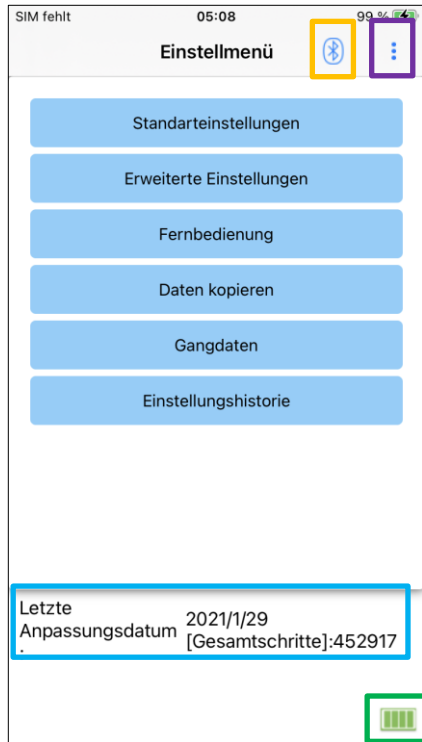 SIM fehlt 05:08 99 %
Einstellmenü
Standarteinstellungen
Erweiterte Einstellungen
Fernbedienung
Daten kopieren
Gangdaten
Einstellungshistorie
Letzte
Anpassungsdatum
:
2021/1/29
[Gesamtschritte]:452917